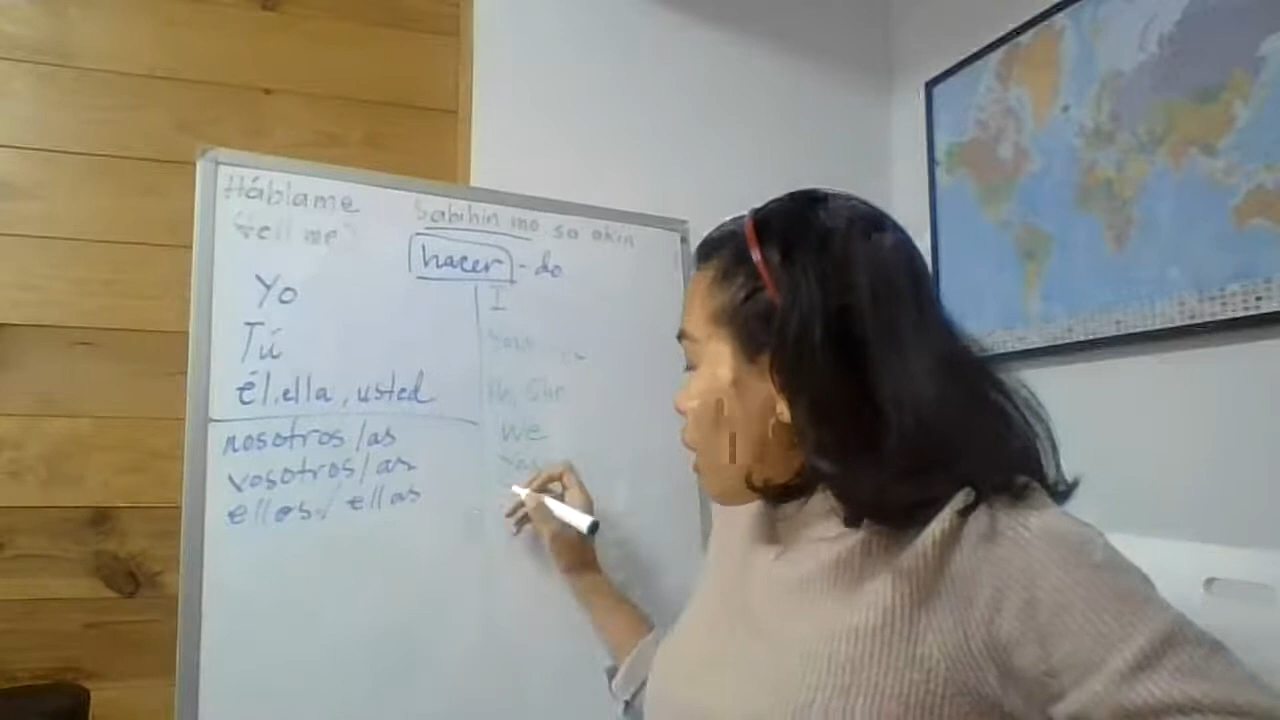 Háblame
Sabihin mo sa akin
tell me
hacer - do
Yo
I
Tú
él, ella, usted
He, She
nosotros/as
We
vosotros/as
ellos/ellas